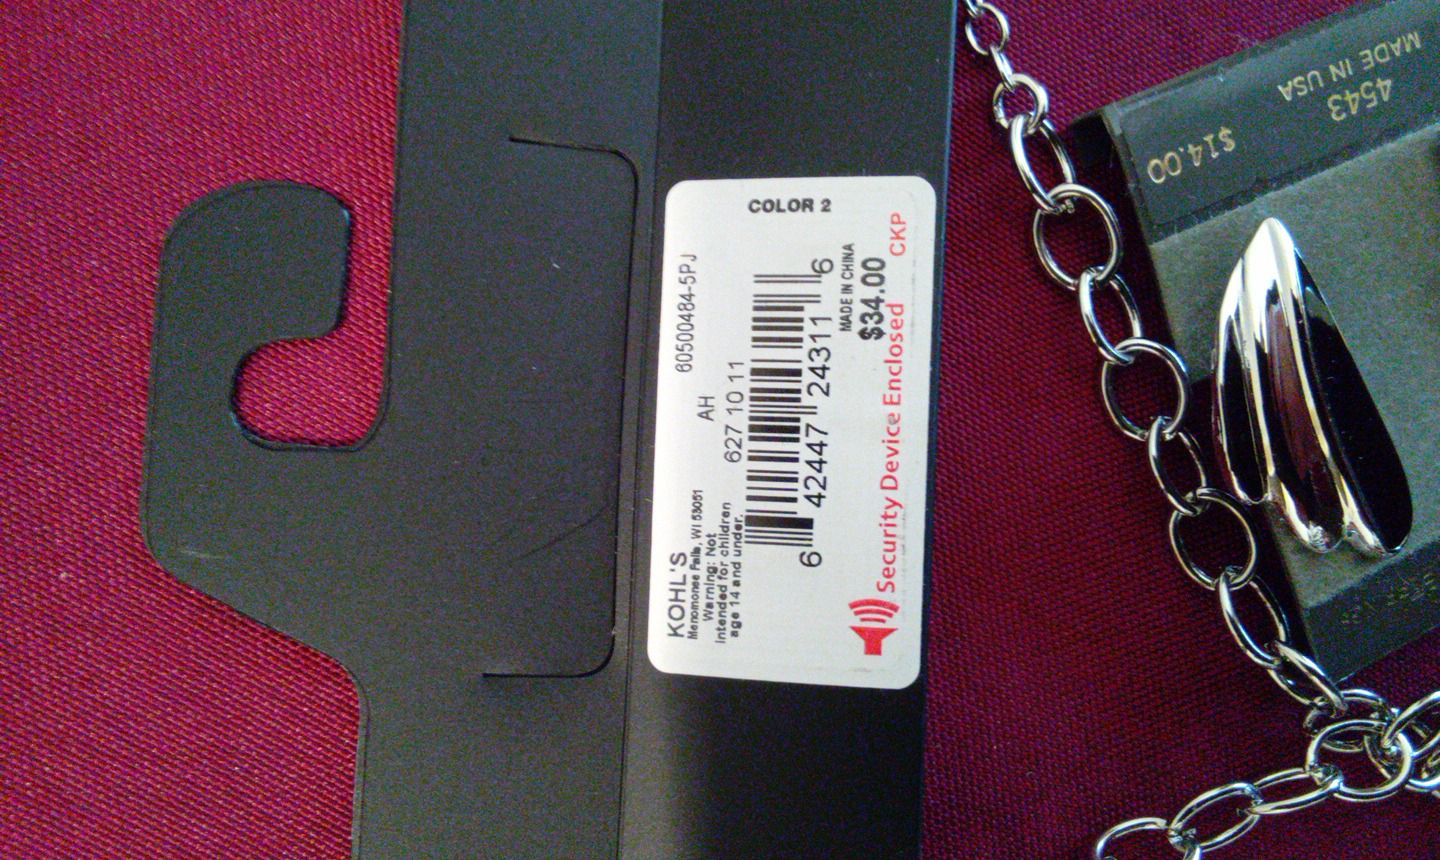 COLOR 2
KOHL'S
Menomonee Falls, WI 53051
Warning: Not
intended for children
age 14 and under.
60500484-5PJ
AH
627 10 11
6 42447 24311 6
MADE IN CHINA
$34.00
Security Device Enclosed CKP
MADE IN USA
4543
$14.00